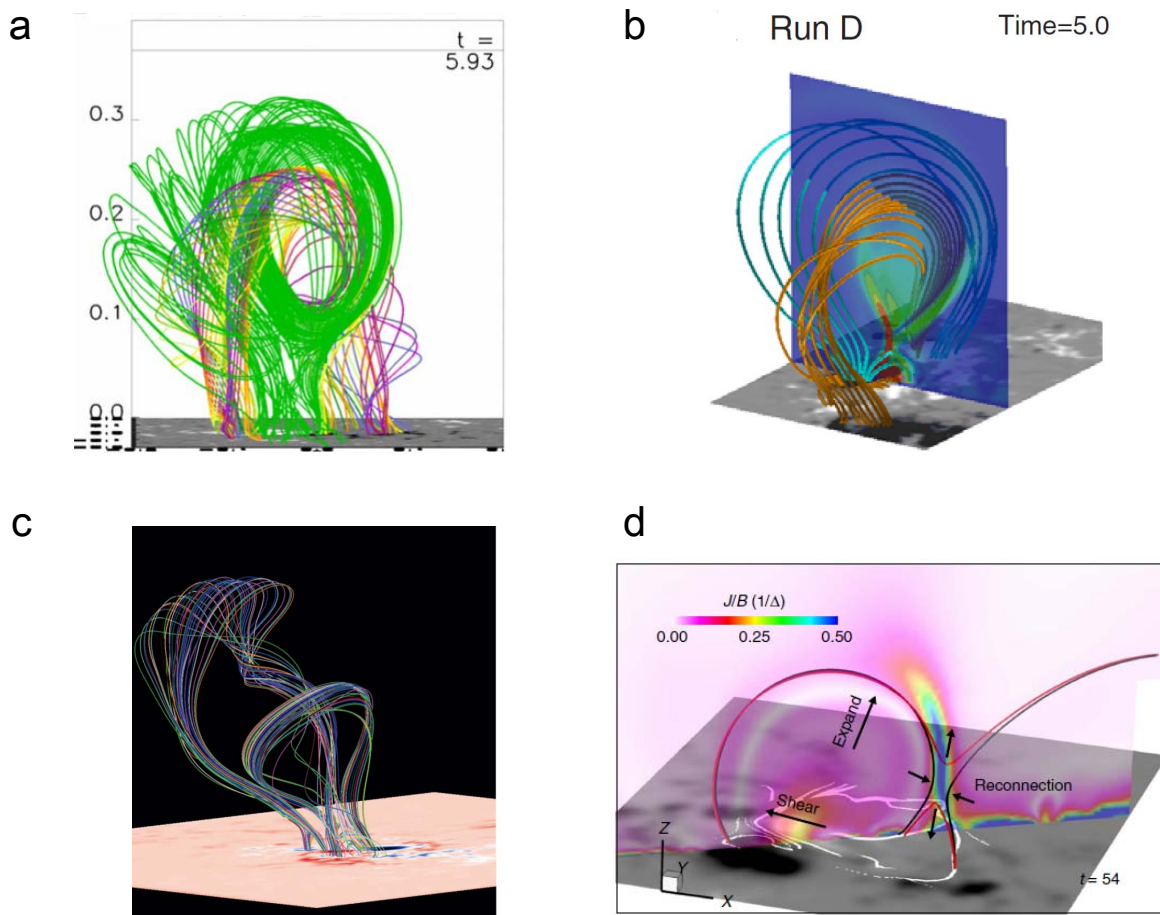 a
t =
5.93
0.3
0.2
0.1
0.0
b
Run D
Time=5.0
c
d
J/B (1/Δ)
0.00 0.25 0.50
Expand
Shear
Reconnection
Z
Y
X
t = 54